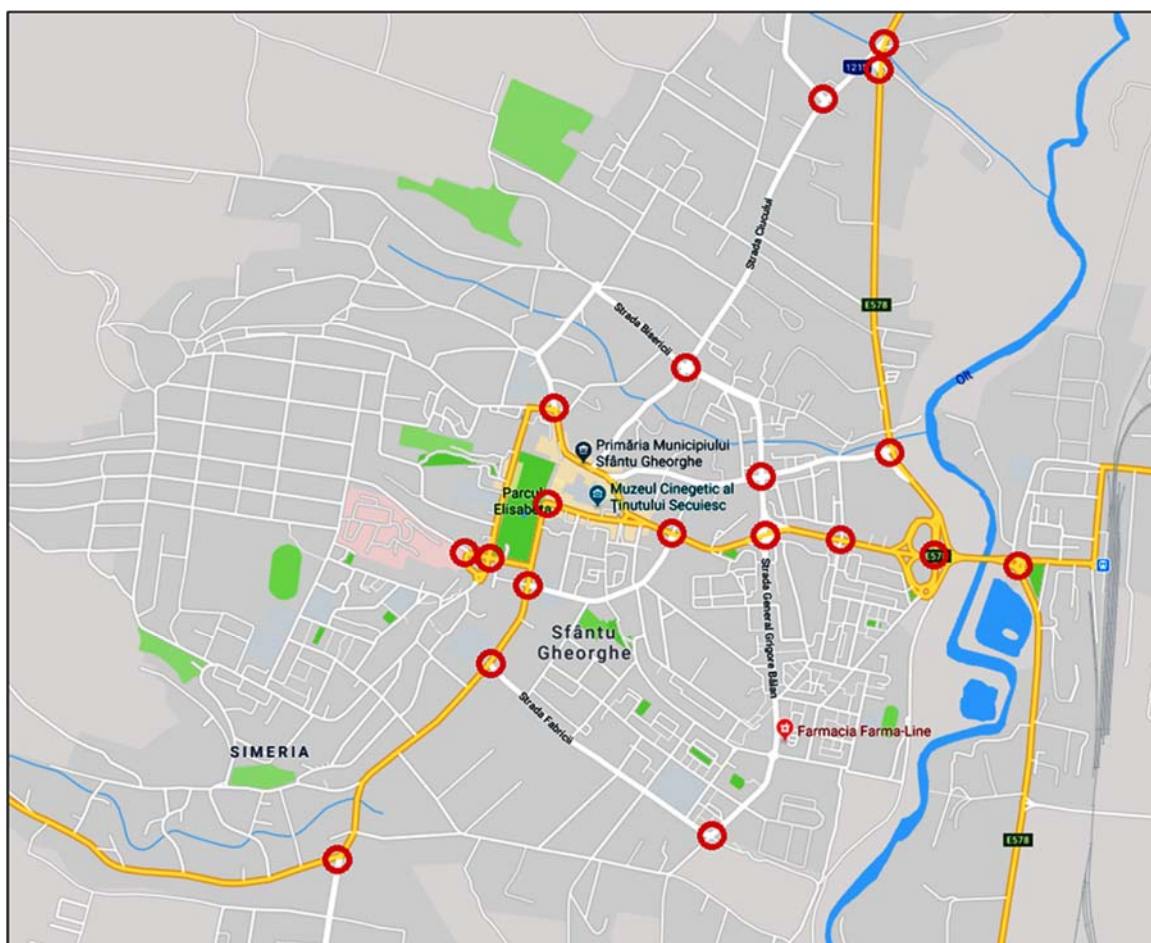 121
Strada Ciucului
E578
Strada Bisericii
Olt
Primăria Municipiului
Sfântu Gheorghe
Parcul
Elisabeta
Muzeul Cinegetic al
Ținutului Secuiesc
E578
Sfântu
Gheorghe
Strada General Grigore Bălan
Strada Fabricii
Farmacia Farma-Line
SIMERIA
E578